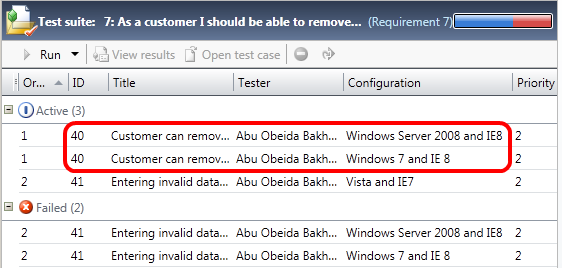 Test suite: 7: As a customer I should be able to remove... (Requirement 7)
Run View results Open test case
Or... ID Title Tester Configuration Priority
Active (3)
1 40 Customer can remov... Abu Obeida Bakh... Windows Server 2008 and IE8 2
1 40 Customer can remov... Abu Obeida Bakh... Windows 7 and IE 8 2
2 41 Entering invalid data... Abu Obeida Bakh... Vista and IE7 2
Failed (2)
2 41 Entering invalid data... Abu Obeida Bakh... Windows Server 2008 and IE8 2
2 41 Entering invalid data... Abu Obeida Bakh... Windows 7 and IE 8 2